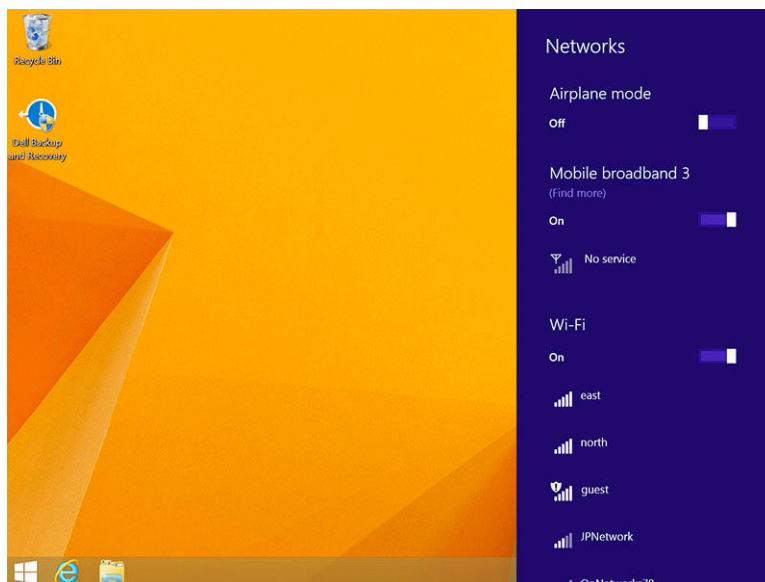 Recycle Bin
Dell Backup
and Recovery
Networks
Airplane mode
Off
Mobile broadband 3
(Find more)
On
No service
Wi-Fi
On
east
north
guest
JPNetwork